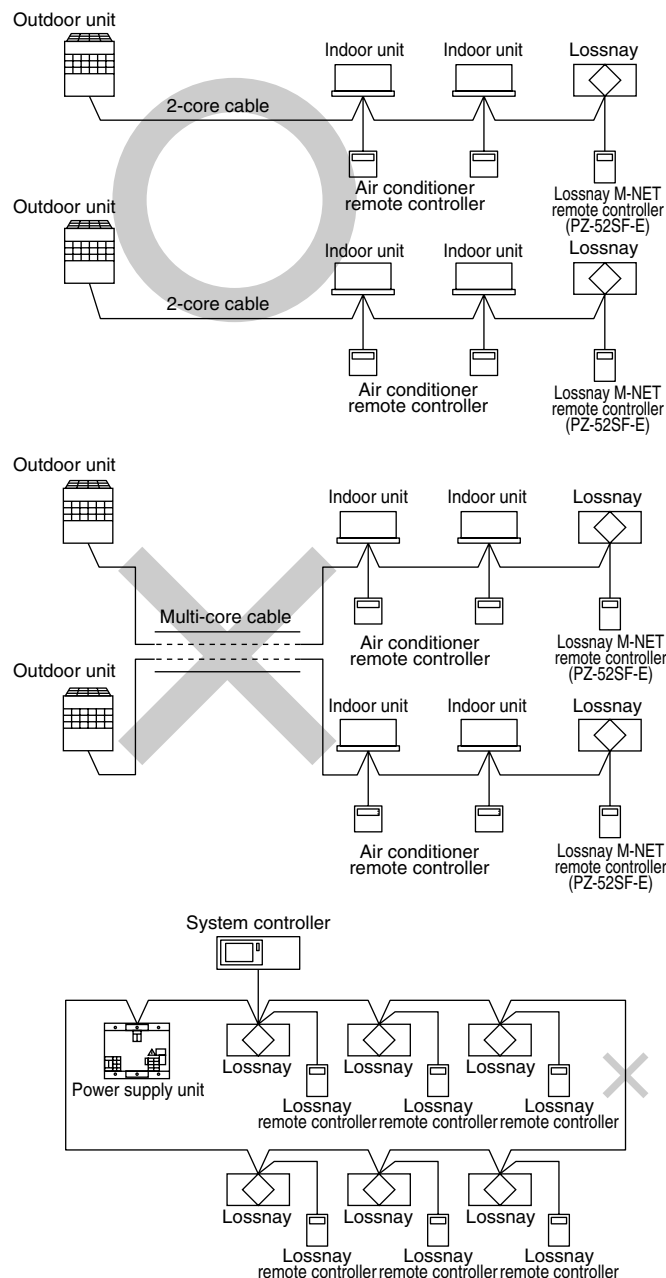 Outdoor unit
Indoor unit Indoor unit Lossnay
2-core cable
Air conditioner
remote controller
Lossnay M-NET
remote controller
(PZ-52SF-E)
Outdoor unit
Indoor unit Indoor unit Lossnay
2-core cable
Air conditioner
remote controller
Lossnay M-NET
remote controller
(PZ-52SF-E)
Outdoor unit
Indoor unit Indoor unit Lossnay
Multi-core cable
Air conditioner
remote controller
Lossnay M-NET
remote controller
(PZ-52SF-E)
Outdoor unit
Indoor unit Indoor unit Lossnay
Air conditioner
remote controller
Lossnay M-NET
remote controller
(PZ-52SF-E)
System controller
Lossnay Lossnay Lossnay
Power supply unit
Lossnay Lossnay Lossnay
remote controller remote controller remote controller
Lossnay Lossnay Lossnay
Lossnay Lossnay Lossnay
remote controller remote controller remote controller